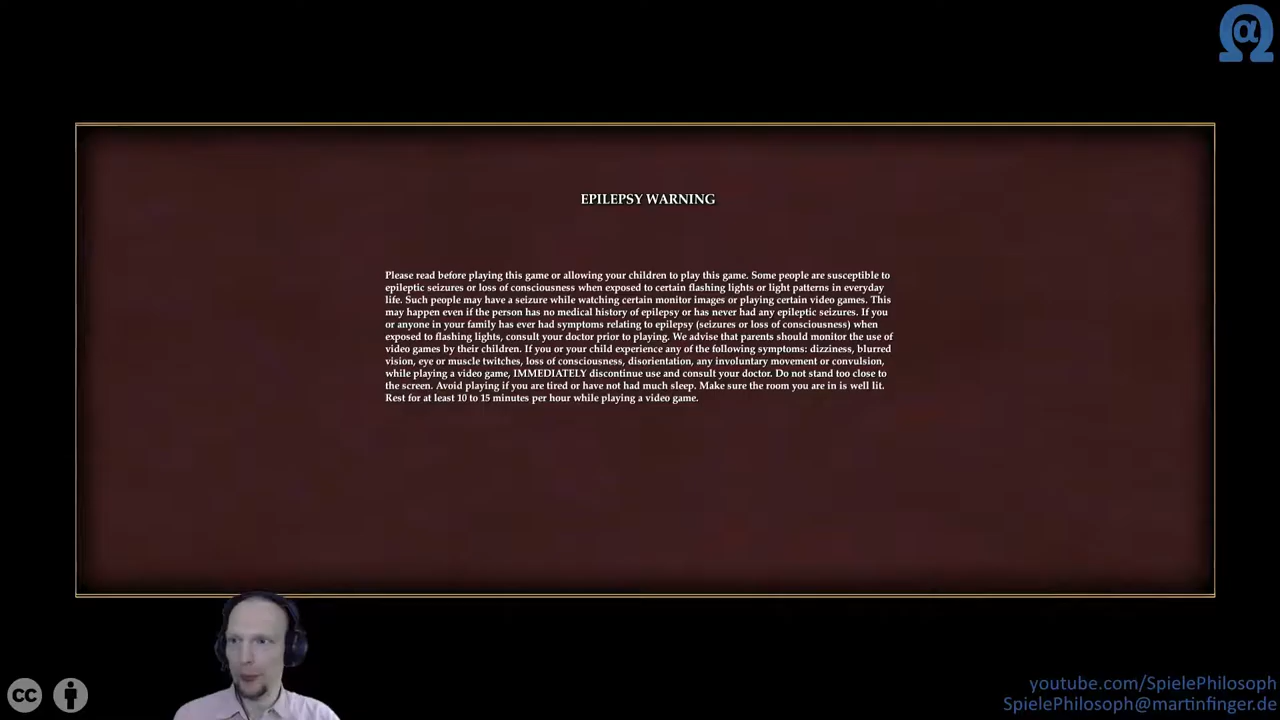 α
EPILEPSY WARNING
Please read before playing this game or allowing your children to play this game. Some people are susceptible to
epileptic seizures or loss of consciousness when exposed to certain flashing lights or light patterns in everyday
life. Such people may have a seizure while watching certain monitor images or playing certain video games. This
may happen even if the person has no medical history of epilepsy or has never had any epileptic seizures. If you
or anyone in your family has ever had symptoms relating to epilepsy (seizures or loss of consciousness) when
exposed to flashing lights, consult your doctor prior to playing. We advise that parents should monitor the use of
video games by their children. If you or your child experience any of the following symptoms: dizziness, blurred
vision, eye or muscle twitches, loss of consciousness, disorientation, any involuntary movement or convulsion,
while playing a video game, IMMEDIATELY discontinue use and consult your doctor. Do not stand too close to
the screen. Avoid playing if you are tired or have not had much sleep. Make sure the room you are in is well lit.
Rest for at least 10 to 15 minutes per hour while playing a video game.
cc
youtube.com/SpielePhilosoph
SpielePhilosoph@martinfinger.de